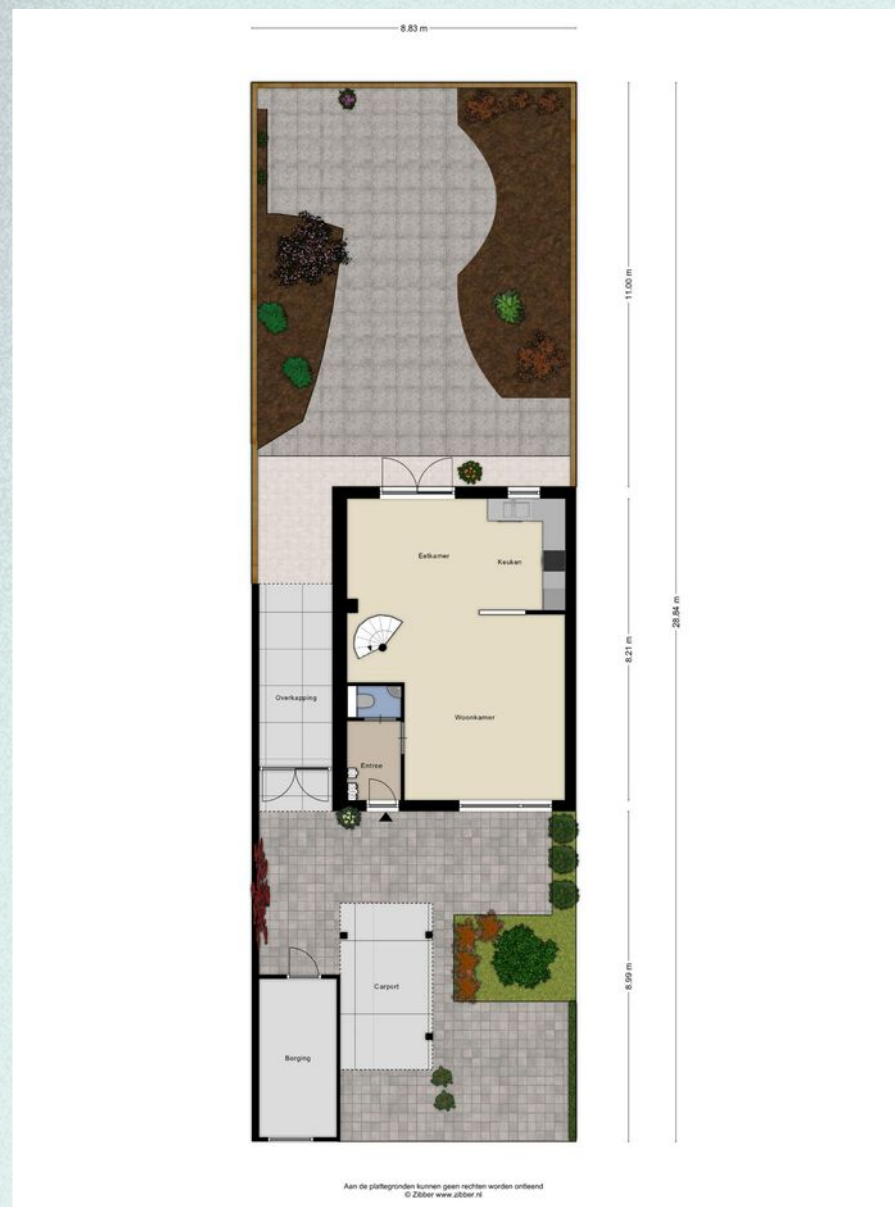 8.83 m
11.00 m
Eetkamer
Keuken
28.84 m
8.21 m
Overkapping
Woonkamer
Entree
8.99 m
Carport
Berging
Aan de plattegronden kunnen geen rechten worden ontleend
© Zibber www.zibber.nl